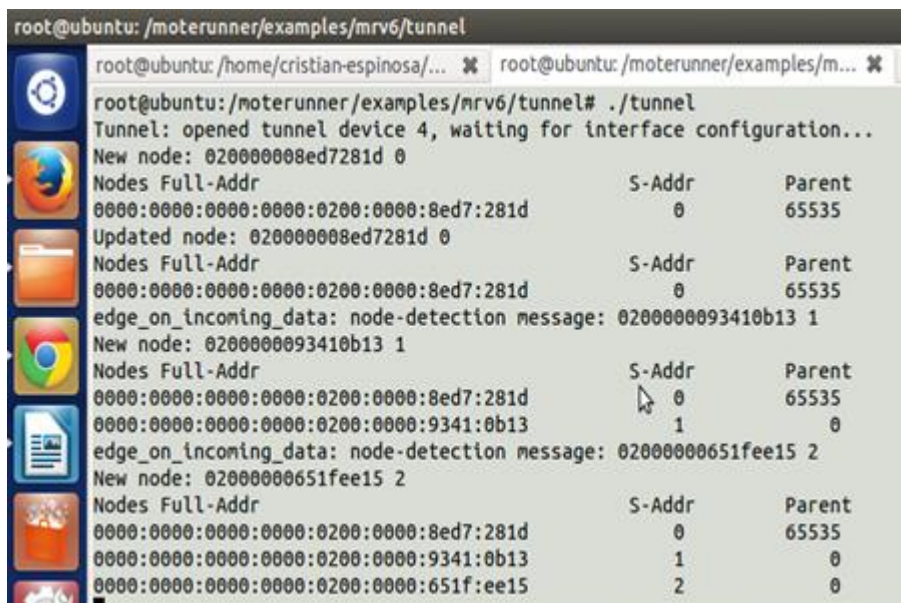 root@ubuntu: /moterunner/examples/mrv6/tunnel
root@ubuntu: /home/cristian-espinosa/... ✖ root@ubuntu: /moterunner/examples/m... ✖
root@ubuntu:/moterunner/examples/mrv6/tunnel# ./tunnel
Tunnel: opened tunnel device 4, waiting for interface configuration...
New node: 020000008ed7281d 0
Nodes Full-Addr S-Addr Parent
0000:0000:0000:0000:0200:0000:8ed7:281d 0 65535
Updated node: 020000008ed7281d 0
Nodes Full-Addr S-Addr Parent
0000:0000:0000:0000:0200:0000:8ed7:281d 0 65535
edge_on_incoming_data: node-detection message: 0200000093410b13 1
New node: 0200000093410b13 1
Nodes Full-Addr S-Addr Parent
0000:0000:0000:0000:0200:0000:8ed7:281d 0 65535
0000:0000:0000:0000:0200:0000:9341:0b13 1 0
edge_on_incoming_data: node-detection message: 02000000651fee15 2
New node: 02000000651fee15 2
Nodes Full-Addr S-Addr Parent
0000:0000:0000:0000:0200:0000:8ed7:281d 0 65535
0000:0000:0000:0000:0200:0000:9341:0b13 1 0
0000:0000:0000:0000:0200:0000:651f:ee15 2 0